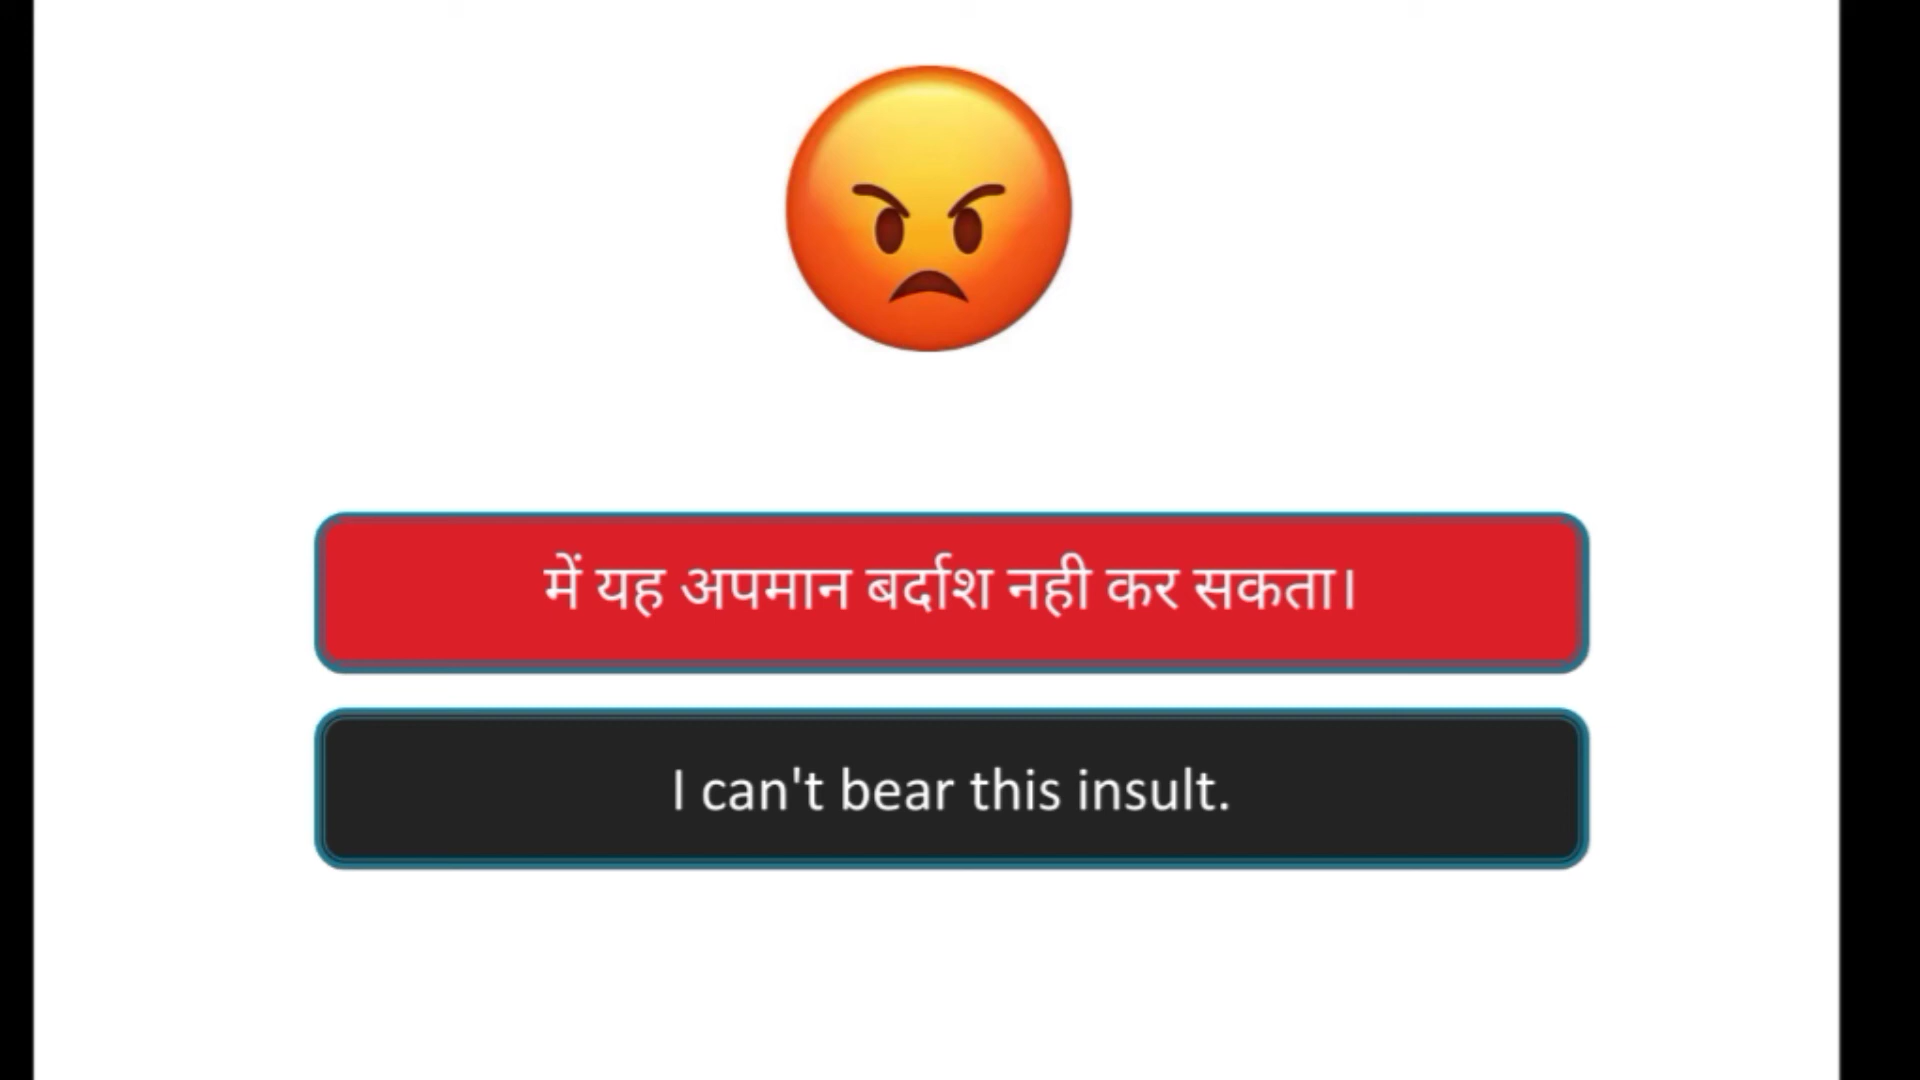 में यह अपमान बर्दाश नही कर सकता।
I can't bear this insult.